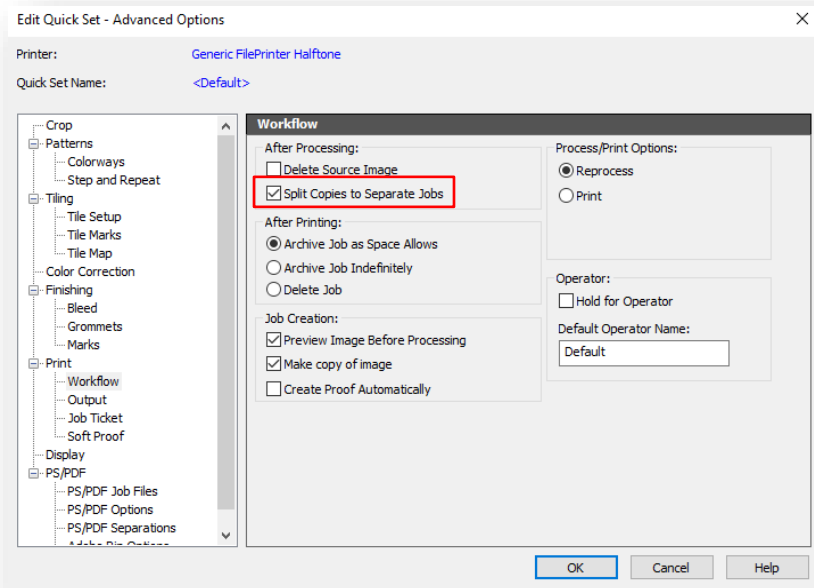 Edit Quick Set - Advanced Options
Printer: Generic FilePrinter Halftone
Quick Set Name: <Default>
Crop
Patterns
Colorways
Step and Repeat
Tiling
Tile Setup
Tile Marks
Tile Map
Color Correction
Finishing
Bleed
Grommets
Marks
Print
Workflow
Output
Job Ticket
Soft Proof
Display
PS/PDF
PS/PDF Job Files
PS/PDF Options
PS/PDF Separations
Workflow
After Processing:
Delete Source Image
Split Copies to Separate Jobs
After Printing:
Archive Job as Space Allows
Archive Job Indefinitely
Delete Job
Job Creation:
Preview Image Before Processing
Make copy of image
Create Proof Automatically
Process/Print Options:
Reprocess
Print
Operator:
Hold for Operator
Default Operator Name:
Default
OK Cancel Help